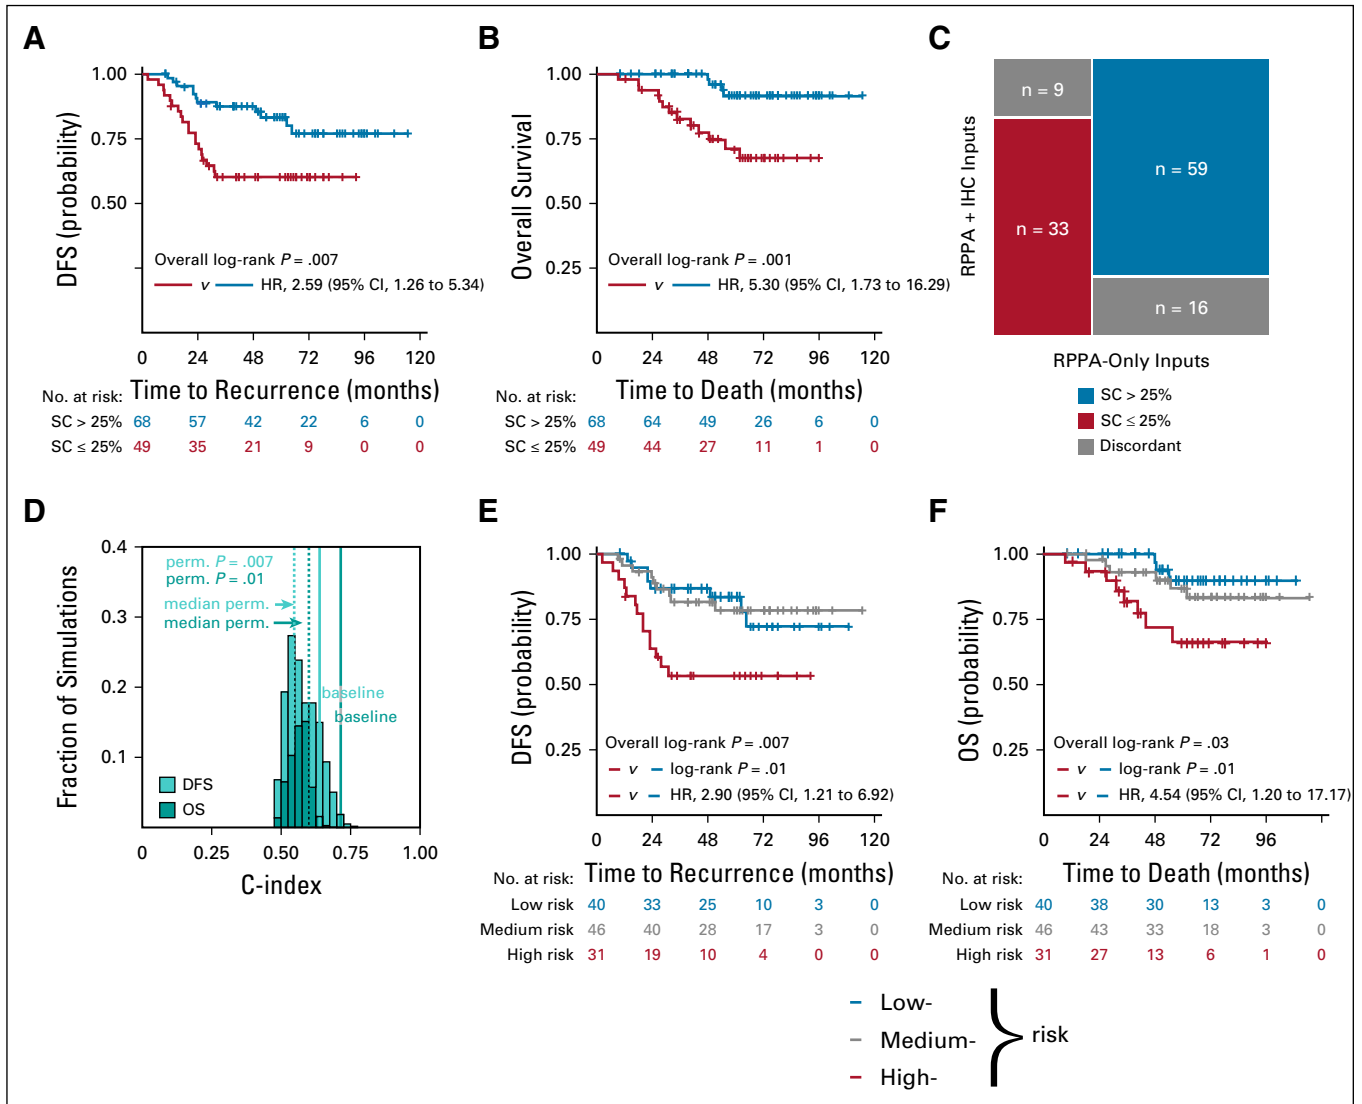 A
1.00
0.75
0.50
0.25
DFS (probability)
Overall log-rank P = .007
v HR, 2.59 (95% CI, 1.26 to 5.34)
0 24 48 72 96 120
Time to Recurrence (months)
No. at risk:
SC > 25% 68 57 42 22 6 0
SC ≤ 25% 49 35 21 9 0 0
B
1.00
0.75
0.50
0.25
Overall Survival
Overall log-rank P = .001
v HR, 5.30 (95% CI, 1.73 to 16.29)
0 24 48 72 96 120
Time to Death (months)
No. at risk:
SC > 25% 68 64 49 26 6 0
SC ≤ 25% 49 44 27 11 1 0
C
RPPA + IHC Inputs
n = 9
n = 59
n = 33
n = 16
RPPA-Only Inputs
SC > 25%
SC ≤ 25%
Discordant
D
0.4
0.3
0.2
0.1
Fraction of Simulations
perm. P = .007
perm. P = .01
median perm.
median perm.
baseline
baseline
DFS
OS
0 0.25 0.50 0.75 1.00
C-index
E
1.00
0.75
0.50
0.25
DFS (probability)
Overall log-rank P = .007
v log-rank P = .01
v HR, 2.90 (95% CI, 1.21 to 6.92)
0 24 48 72 96 120
Time to Recurrence (months)
No. at risk:
Low risk 40 33 25 10 3 0
Medium risk 46 40 28 17 3 0
High risk 31 19 10 4 0 0
F
1.00
0.75
0.50
0.25
OS (probability)
Overall log-rank P = .03
v log-rank P = .01
v HR, 4.54 (95% CI, 1.20 to 17.17)
0 24 48 72 96
Time to Death (months)
No. at risk:
Low risk 40 38 30 13 3 0
Medium risk 46 43 33 18 3 0
High risk 31 27 13 6 1 0
Low-
Medium-
High-
risk